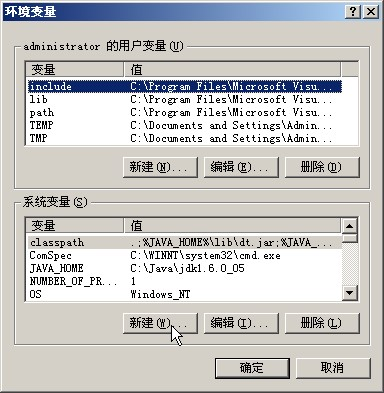 环境变量
administrator 的用户变量(U)
变量 值
include C:\Program Files\Microsoft Visu...
lib C:\Program Files\Microsoft Visu...
path C:\Program Files\Microsoft Visu...
TEMP C:\Documents and Settings\Admin...
TMP C:\Documents and Settings\Admin...
新建(N)... 编辑(E)... 删除(D)
系统变量(S)
变量 值
classpath .;%JAVA_HOME%\lib\dt.jar;%JAVA_...
ComSpec C:\WINNT\system32\cmd.exe
JAVA_HOME C:\Java\jdk1.6.0_05
NUMBER_OF_PR... 1
OS Windows_NT
新建(W)... 编辑(I)... 删除(L)
确定 取消